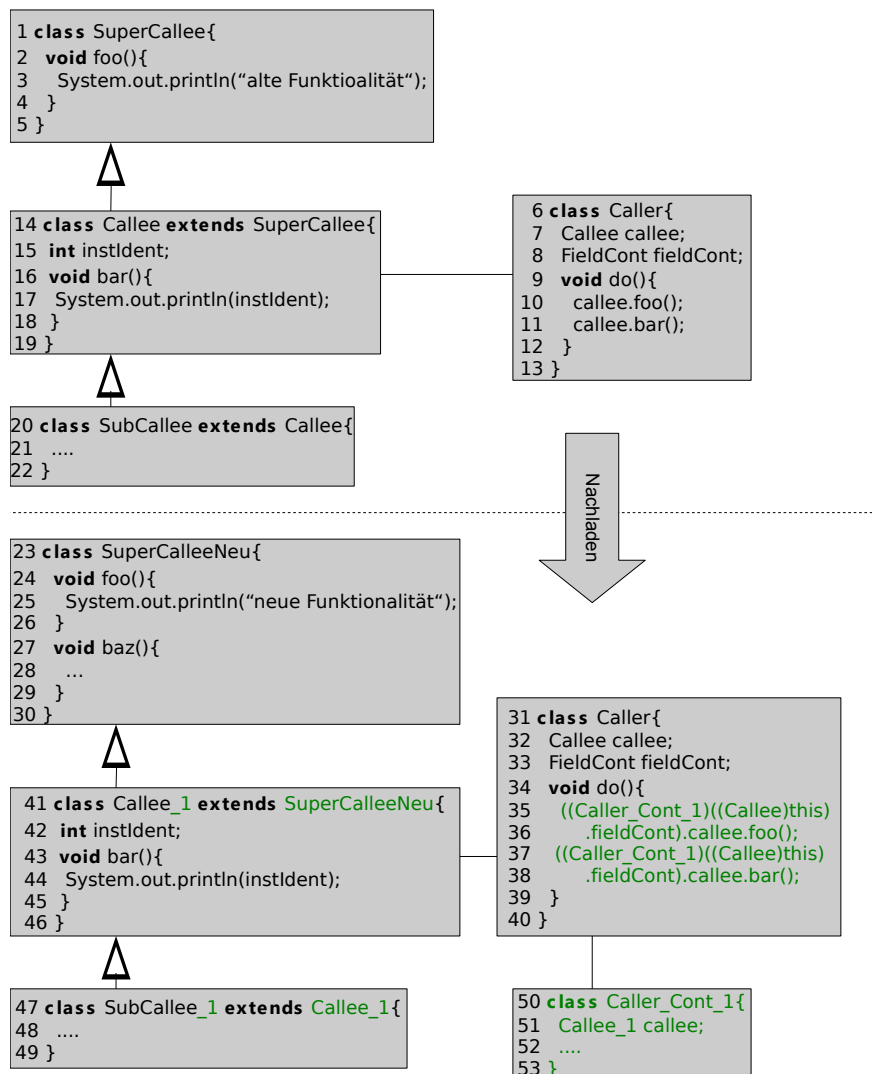 1 class SuperCallee{
2 void foo(){
3 System.out.println(“alte Funktioalität“);
4 }
5 }
14 class Callee extends SuperCallee{
15 int instIdent;
16 void bar(){
17 System.out.println(instIdent);
18 }
19 }
6 class Caller{
7 Callee callee;
8 FieldCont fieldCont;
9 void do(){
10 callee.foo();
11 callee.bar();
12 }
13 }
20 class SubCallee extends Callee{
21 ....
22 }
Nachladen
23 class SuperCalleeNeu{
24 void foo(){
25 System.out.println(“neue Funktionalität“);
26 }
27 void baz(){
28 ...
29 }
30 }
31 class Caller{
32 Callee callee;
33 FieldCont fieldCont;
34 void do(){
35 ((Caller_Cont_1)((Callee)this)
36 .fieldCont).callee.foo();
37 ((Caller_Cont_1)((Callee)this)
38 .fieldCont).callee.bar();
39 }
40 }
41 class Callee_1 extends SuperCalleeNeu{
42 int instIdent;
43 void bar(){
44 System.out.println(instIdent);
45 }
46 }
47 class SubCallee_1 extends Callee_1{
48 ....
49 }
50 class Caller_Cont_1{
51 Callee_1 callee;
52 ....
53 }